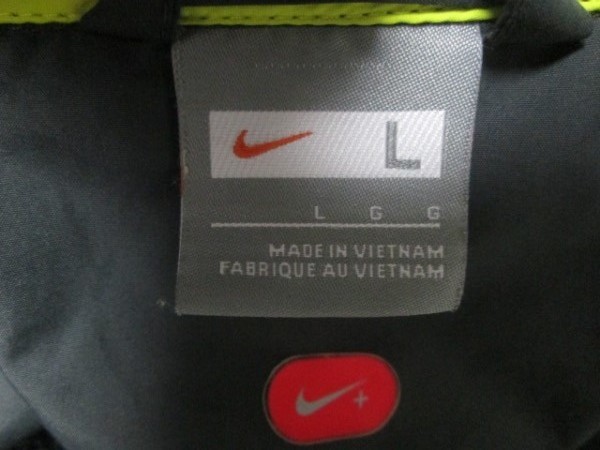 L
L G G
MADE IN VIETNAM
FABRIQUE AU VIETNAM
+